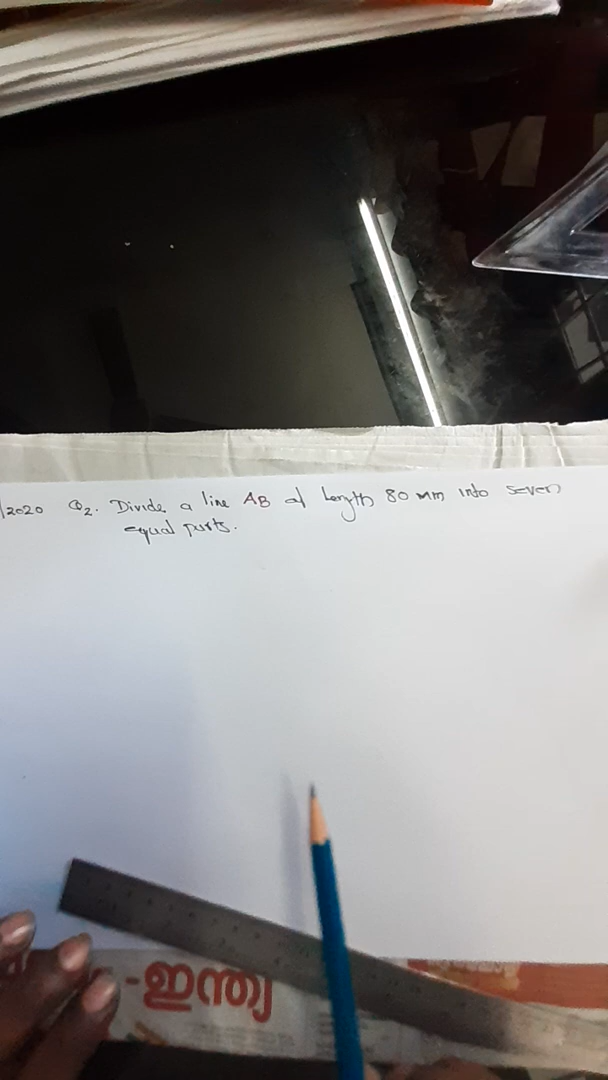 /2020 Q2. Divide a line AB of length 80 mm into seven
equal parts.
-ഇന്ത്യ